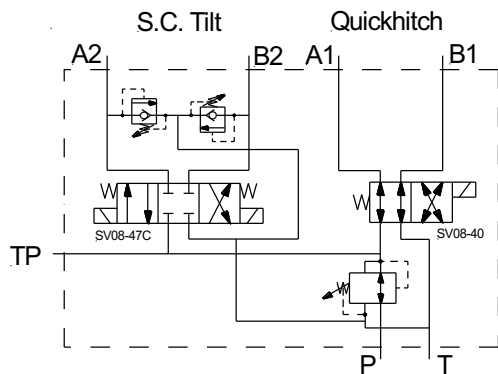 S.C. Tilt Quickhitch
A2 B2 A1 B1
SV08-47C SV08-40
TP
P T